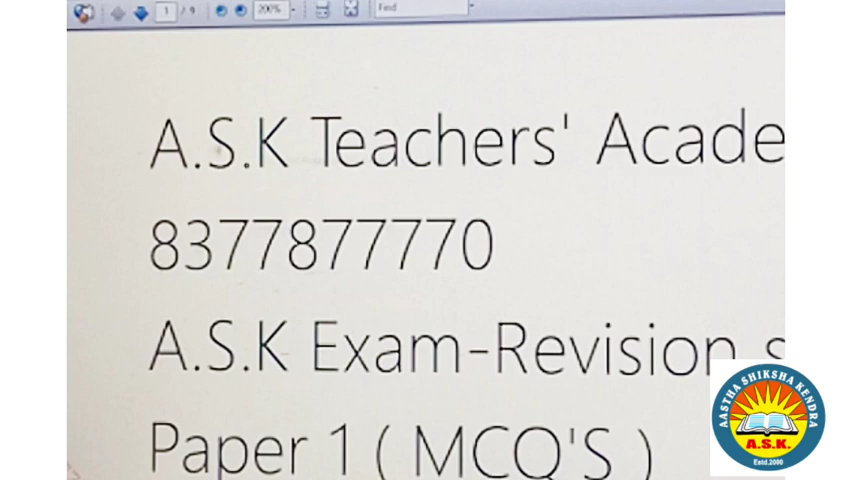 1 / 9 200% Find
A.S.K Teachers' Acade
8377877770
A.S.K Exam-Revision s
Paper 1 ( MCQ'S )
AASTHA SHIKSHA KENDRA
A.S.K.
Estd.2000